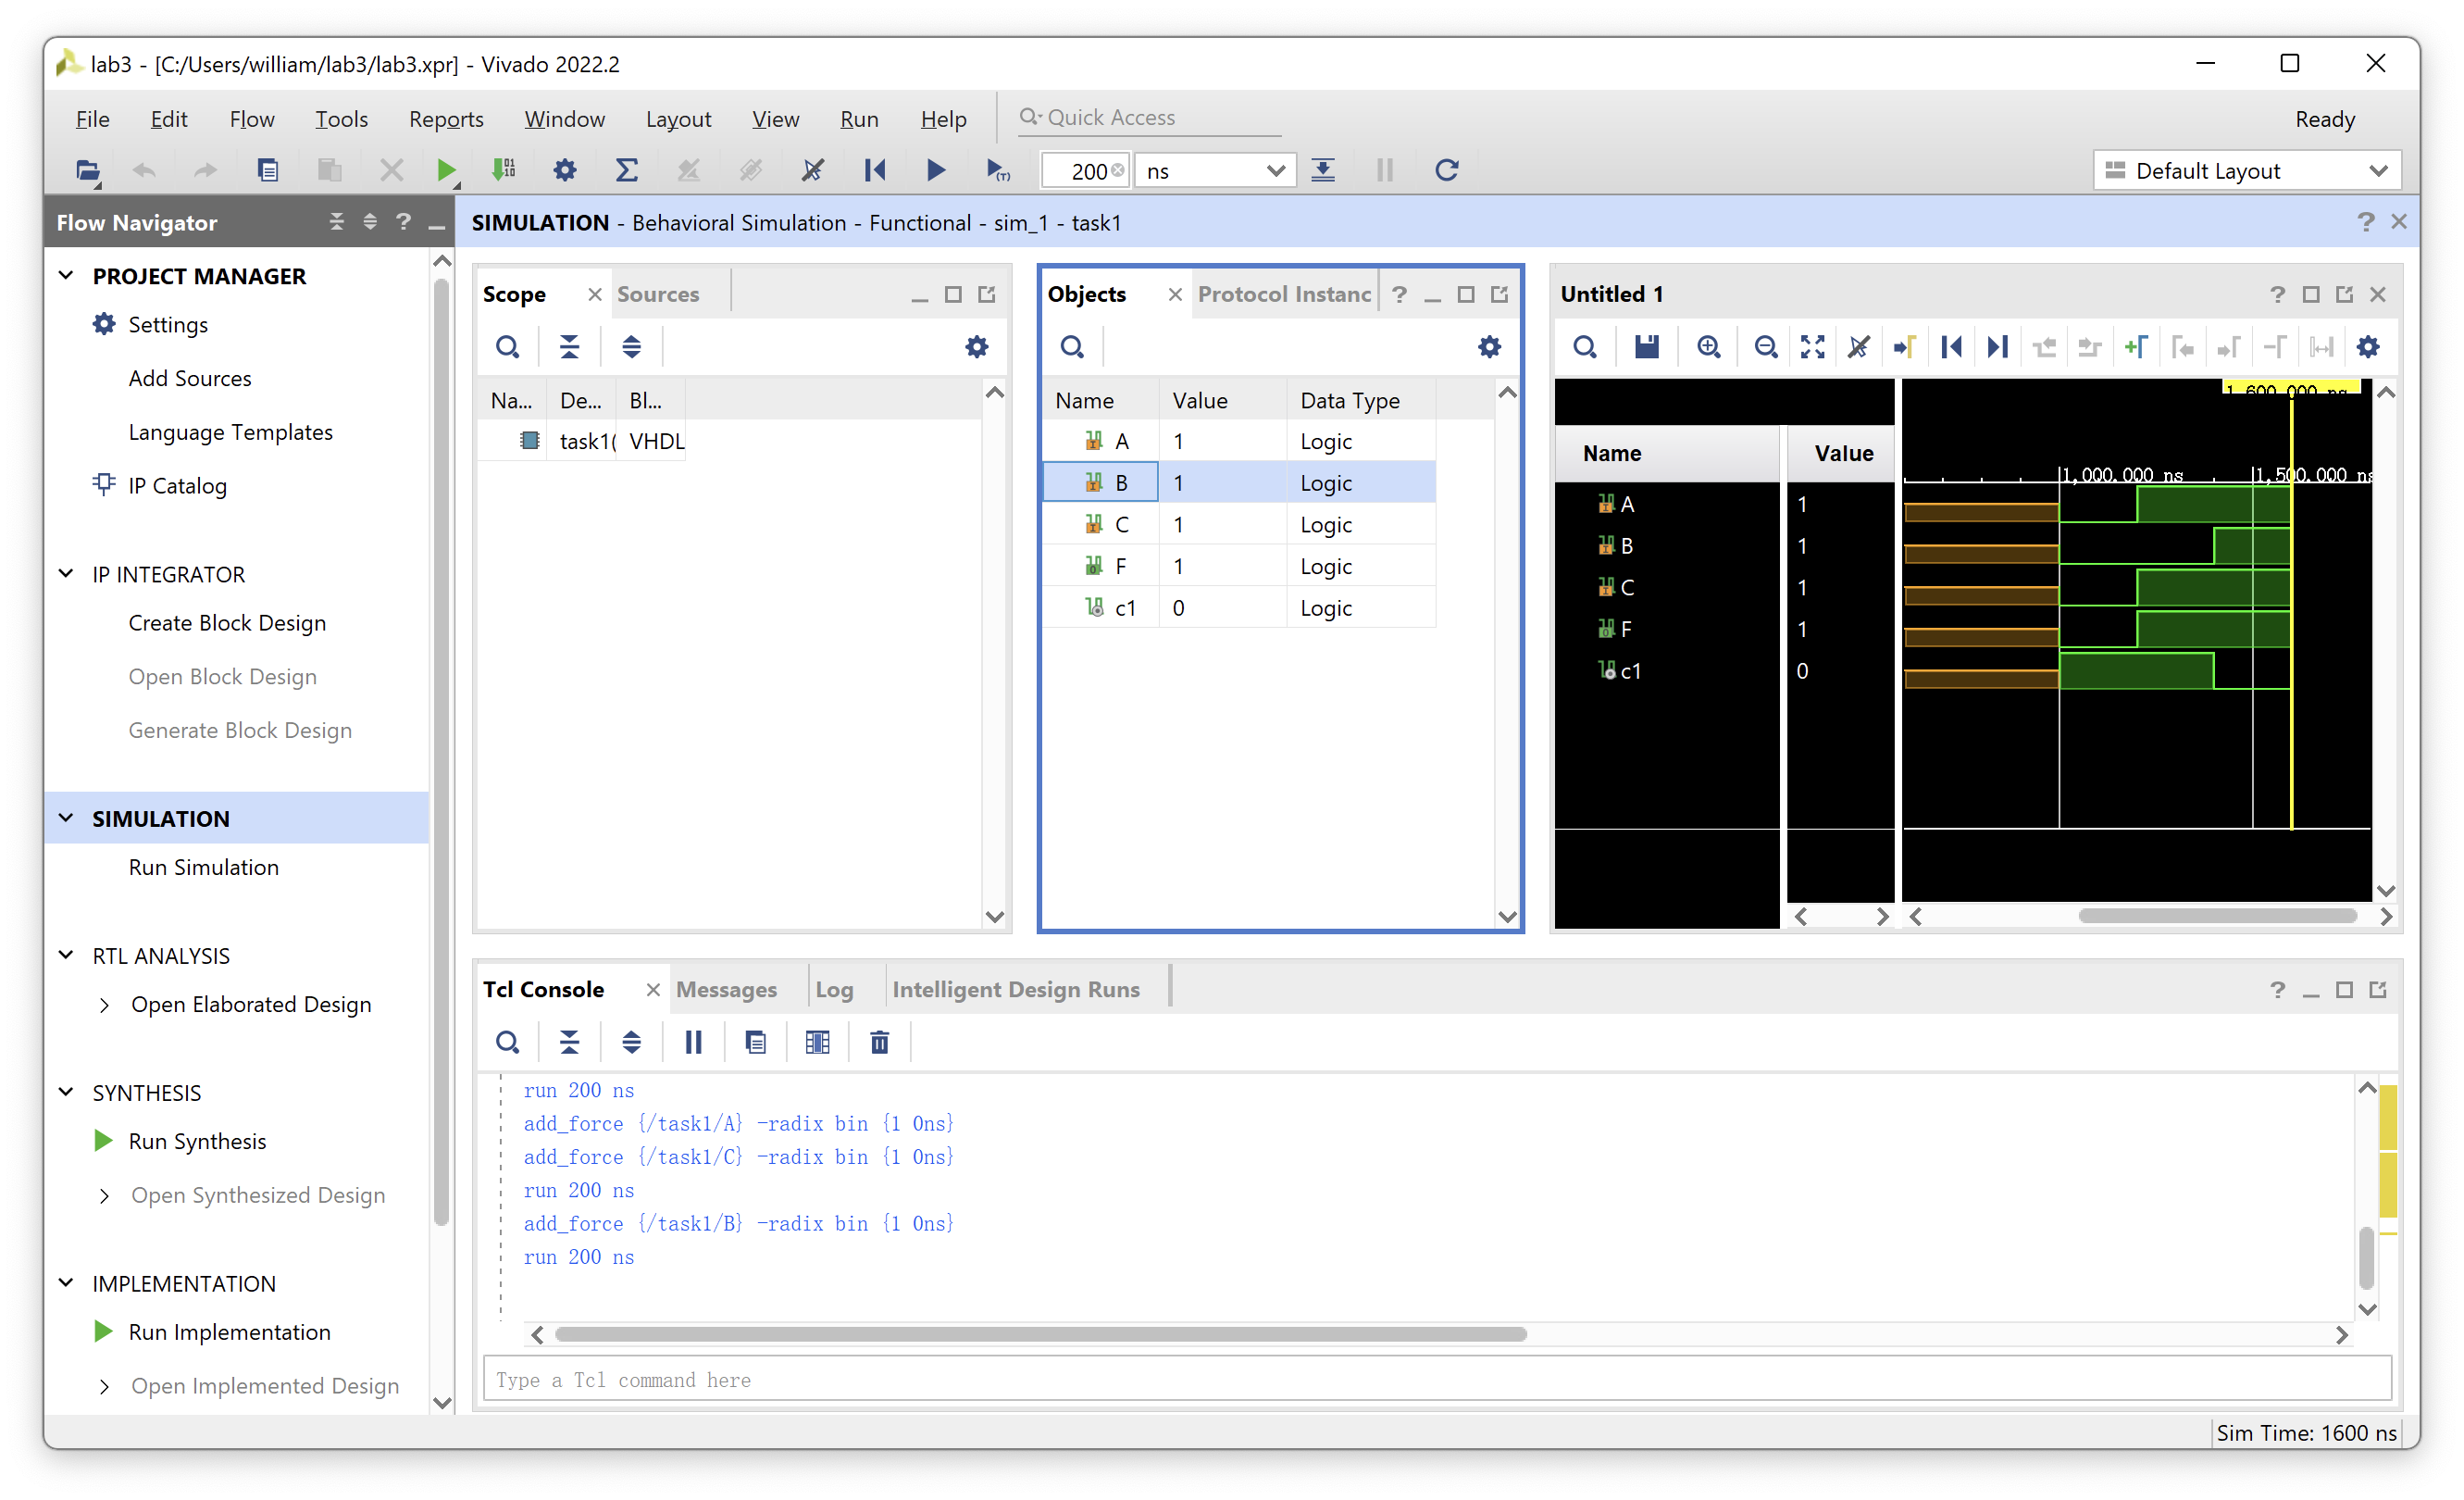 lab3 - [C:/Users/william/lab3/lab3.xpr] - Vivado 2022.2
File Edit Flow Tools Reports Window Layout View Run Help Quick Access Ready
200 ns Default Layout
Flow Navigator
PROJECT MANAGER
Settings
Add Sources
Language Templates
IP Catalog
IP INTEGRATOR
Create Block Design
Open Block Design
Generate Block Design
SIMULATION
Run Simulation
RTL ANALYSIS
Open Elaborated Design
SYNTHESIS
Run Synthesis
Open Synthesized Design
IMPLEMENTATION
Run Implementation
Open Implemented Design
SIMULATION - Behavioral Simulation - Functional - sim_1 - task1
Scope Sources
Na... De... Bl...
task1( VHDL
Objects Protocol Instanc
Name Value Data Type
A 1 Logic
B 1 Logic
C 1 Logic
F 1 Logic
c1 0 Logic
Untitled 1
1,600.000 ns
Name Value
1,000.000 ns 1,500.000 ns
A 1
B 1
C 1
F 1
c1 0
Tcl Console Messages Log Intelligent Design Runs
run 200 ns
add_force {/task1/A} -radix bin {1 0ns}
add_force {/task1/C} -radix bin {1 0ns}
run 200 ns
add_force {/task1/B} -radix bin {1 0ns}
run 200 ns
Type a Tcl command here
Sim Time: 1600 ns